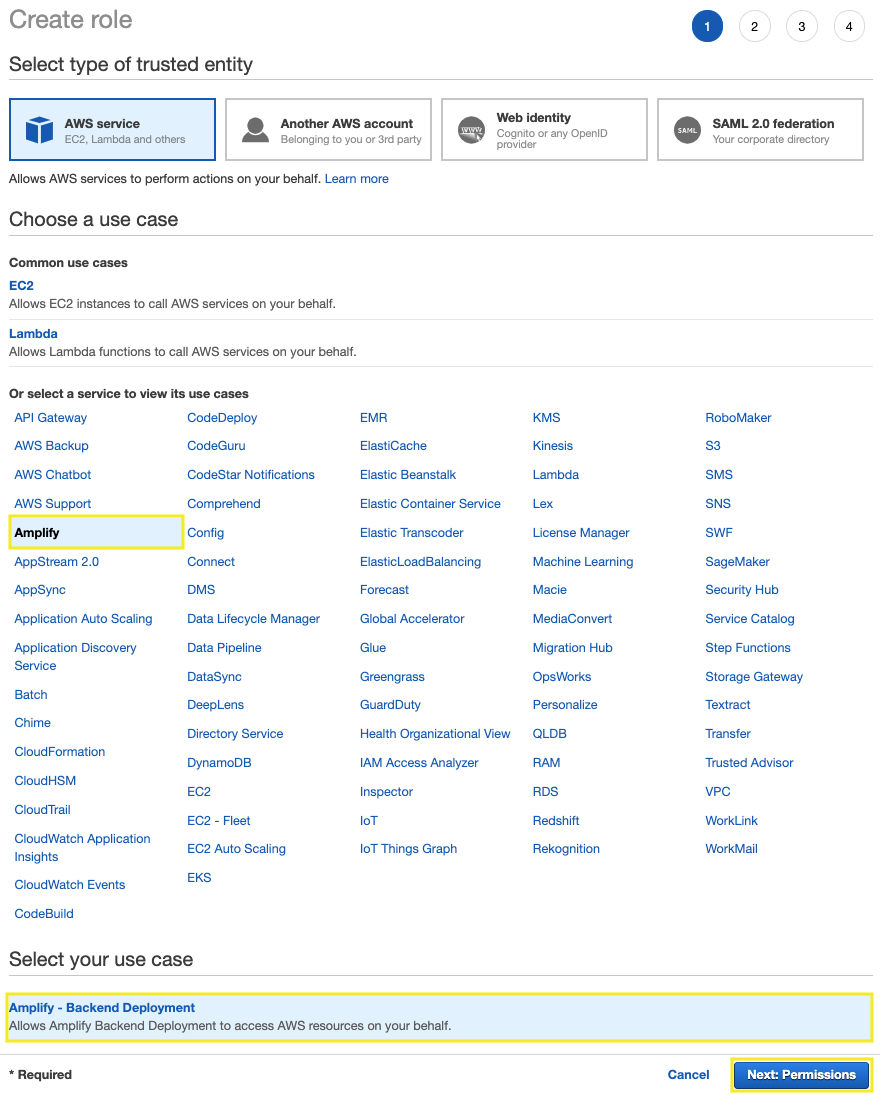 Create role
1
2
3
4
Select type of trusted entity
AWS service
EC2, Lambda and others
Another AWS account
Belonging to you or 3rd party
WWW
Web identity
Cognito or any OpenID
provider
SAML
SAML 2.0 federation
Your corporate directory
Allows AWS services to perform actions on your behalf. Learn more
Choose a use case
Common use cases
EC2
Allows EC2 instances to call AWS services on your behalf.
Lambda
Allows Lambda functions to call AWS services on your behalf.
Or select a service to view its use cases
API Gateway
AWS Backup
AWS Chatbot
AWS Support
Amplify
AppStream 2.0
AppSync
Application Auto Scaling
Application Discovery
Service
Batch
Chime
CloudFormation
CloudHSM
CloudTrail
CloudWatch Application
Insights
CloudWatch Events
CodeBuild
CodeDeploy
CodeGuru
CodeStar Notifications
Comprehend
Config
Connect
DMS
Data Lifecycle Manager
Data Pipeline
DataSync
DeepLens
Directory Service
DynamoDB
EC2
EC2 - Fleet
EC2 Auto Scaling
EKS
EMR
ElastiCache
Elastic Beanstalk
Elastic Container Service
Elastic Transcoder
ElasticLoadBalancing
Forecast
Global Accelerator
Glue
Greengrass
GuardDuty
Health Organizational View
IAM Access Analyzer
Inspector
IoT
IoT Things Graph
KMS
Kinesis
Lambda
Lex
License Manager
Machine Learning
Macie
MediaConvert
Migration Hub
OpsWorks
Personalize
QLDB
RAM
RDS
Redshift
Rekognition
RoboMaker
S3
SMS
SNS
SWF
SageMaker
Security Hub
Service Catalog
Step Functions
Storage Gateway
Textract
Transfer
Trusted Advisor
VPC
WorkLink
WorkMail
Select your use case
Amplify - Backend Deployment
Allows Amplify Backend Deployment to access AWS resources on your behalf.
* Required
Cancel
Next: Permissions